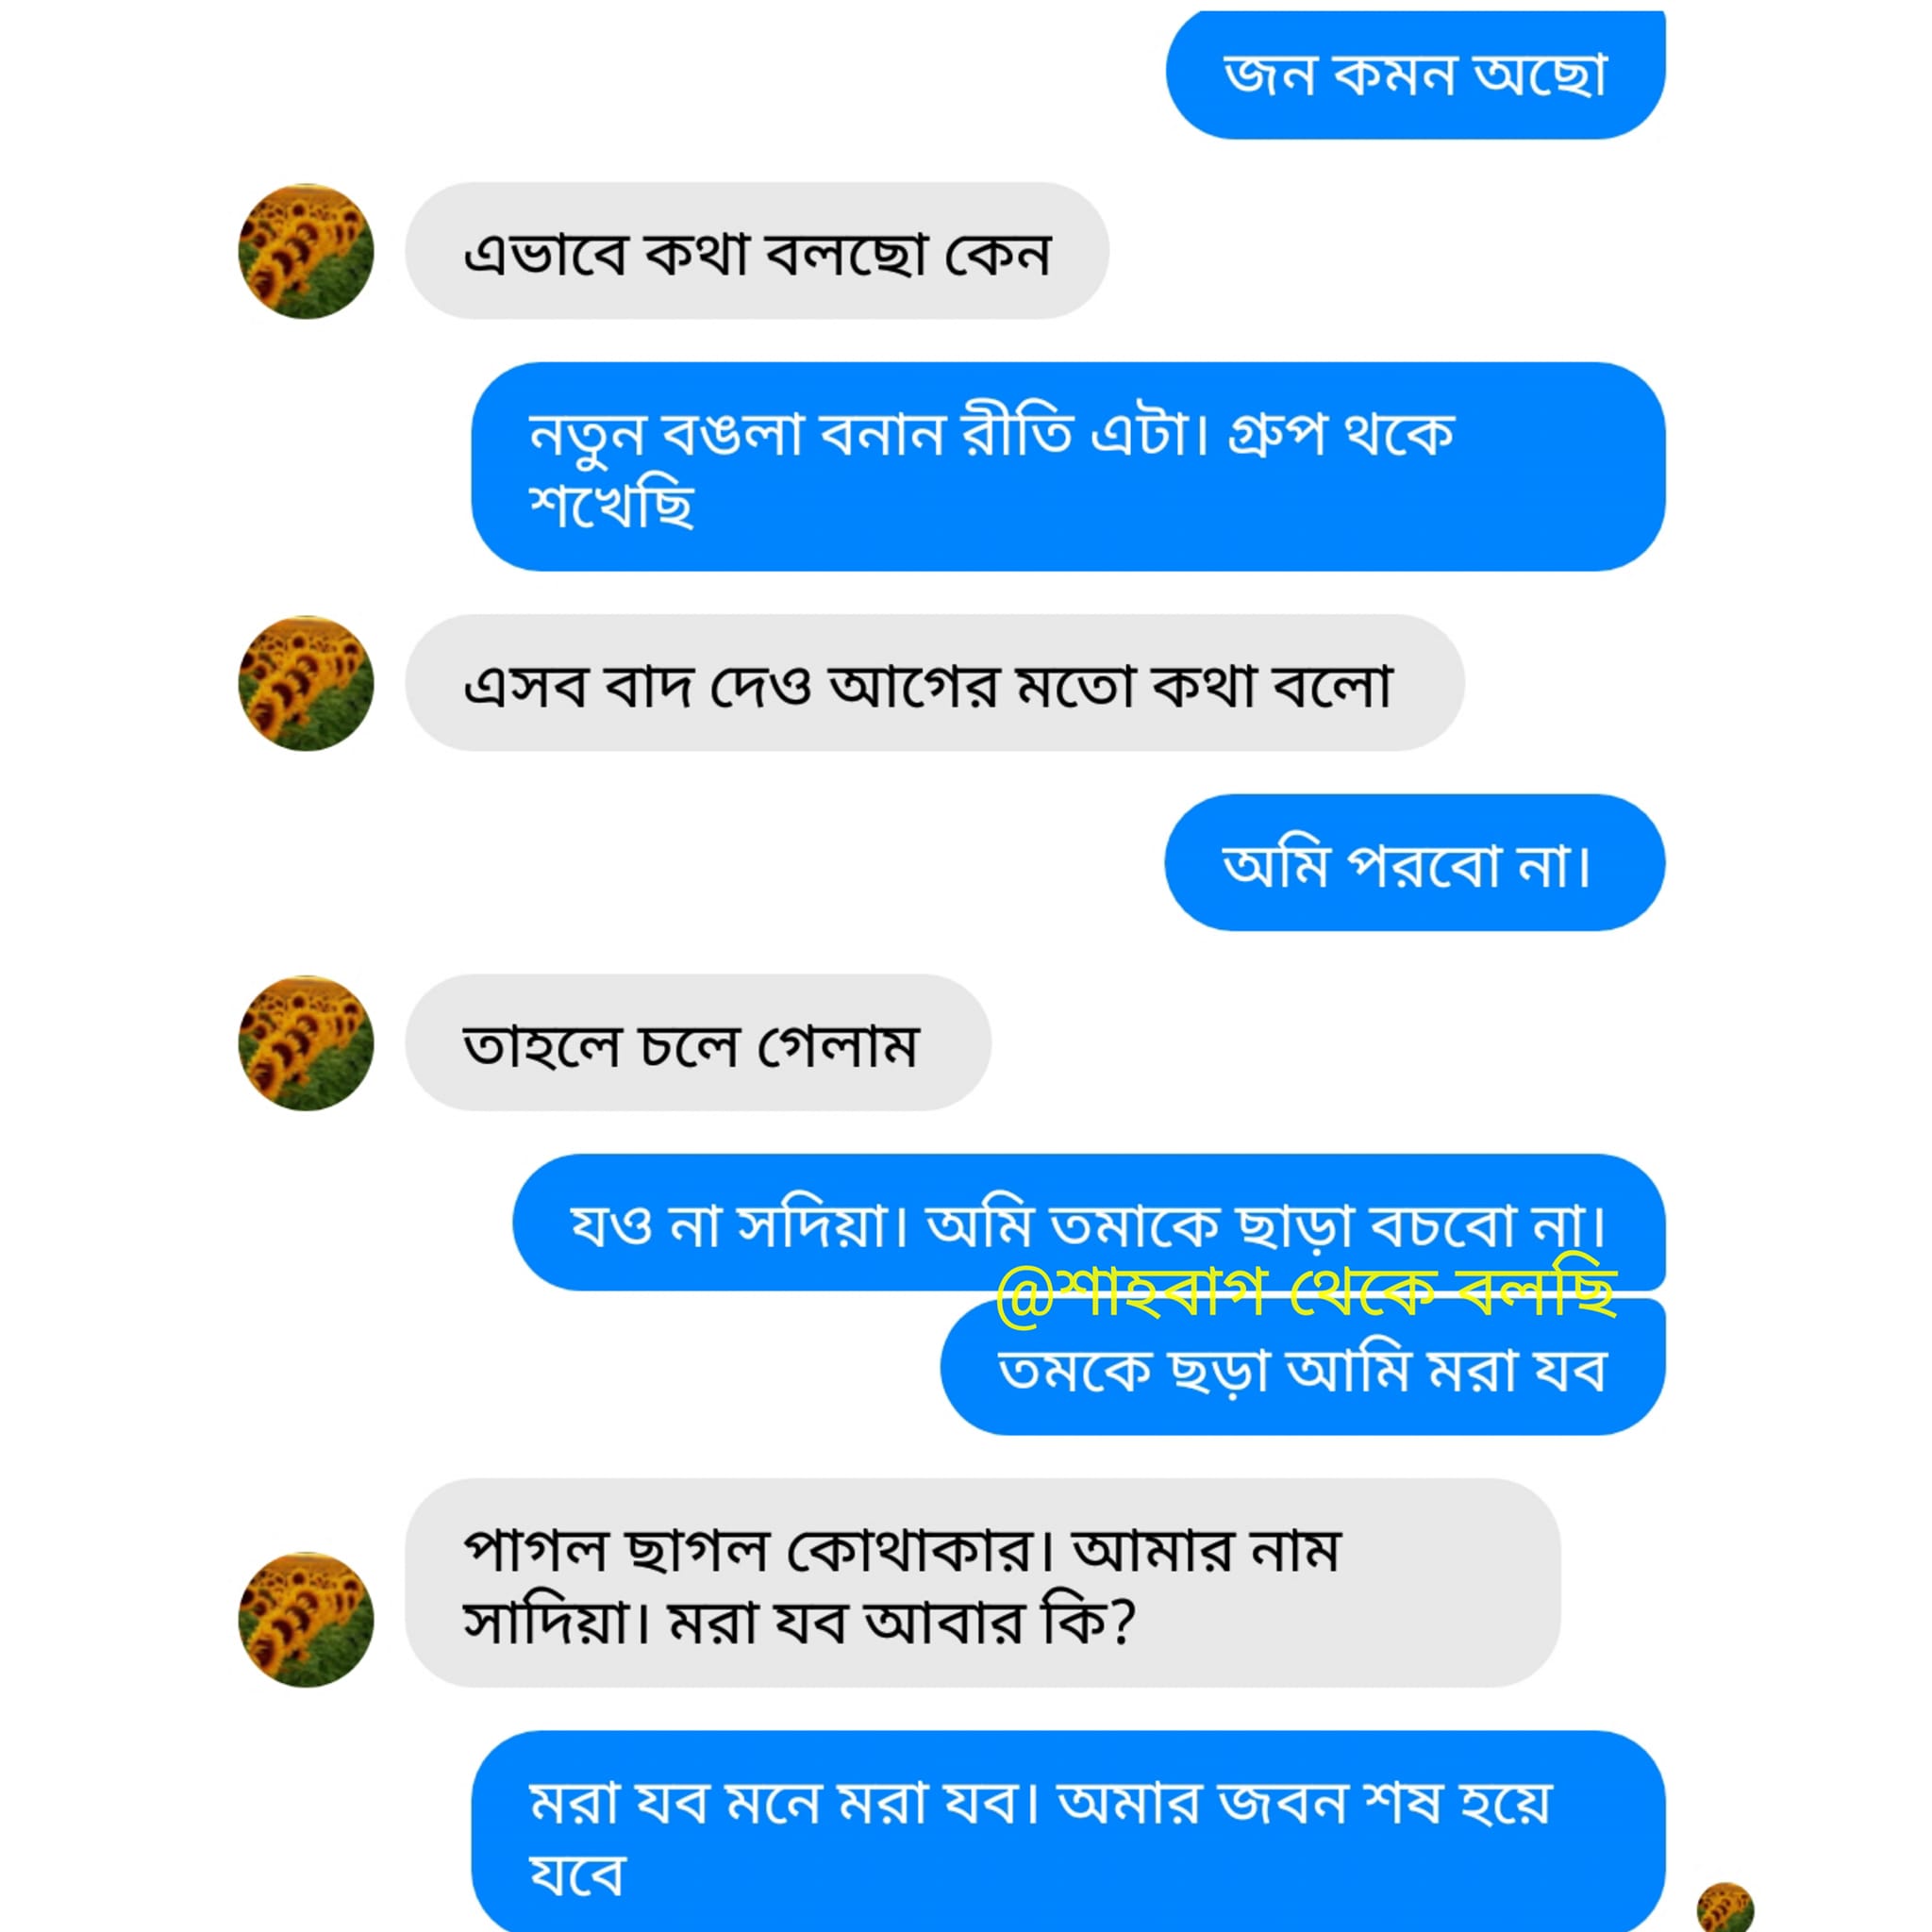 জন কমন অছো
এভাবে কথা বলছো কেন
নতুন বঙলা বনান রীতি এটা। গ্রুপ থকে
শখেছি
এসব বাদ দেও আগের মতো কথা বলো
অমি পরবো না।
তাহলে চলে গেলাম
যও না সদিয়া। অমি তমাকে ছাড়া বচবো না।
@শাহবাগ থেকে বলছি
তমকে ছড়া আমি মরা যব
পাগল ছাগল কোথাকার। আমার নাম
সাদিয়া। মরা যব আবার কি?
মরা যব মনে মরা যব। অমার জবন শষ হয়ে
যবে